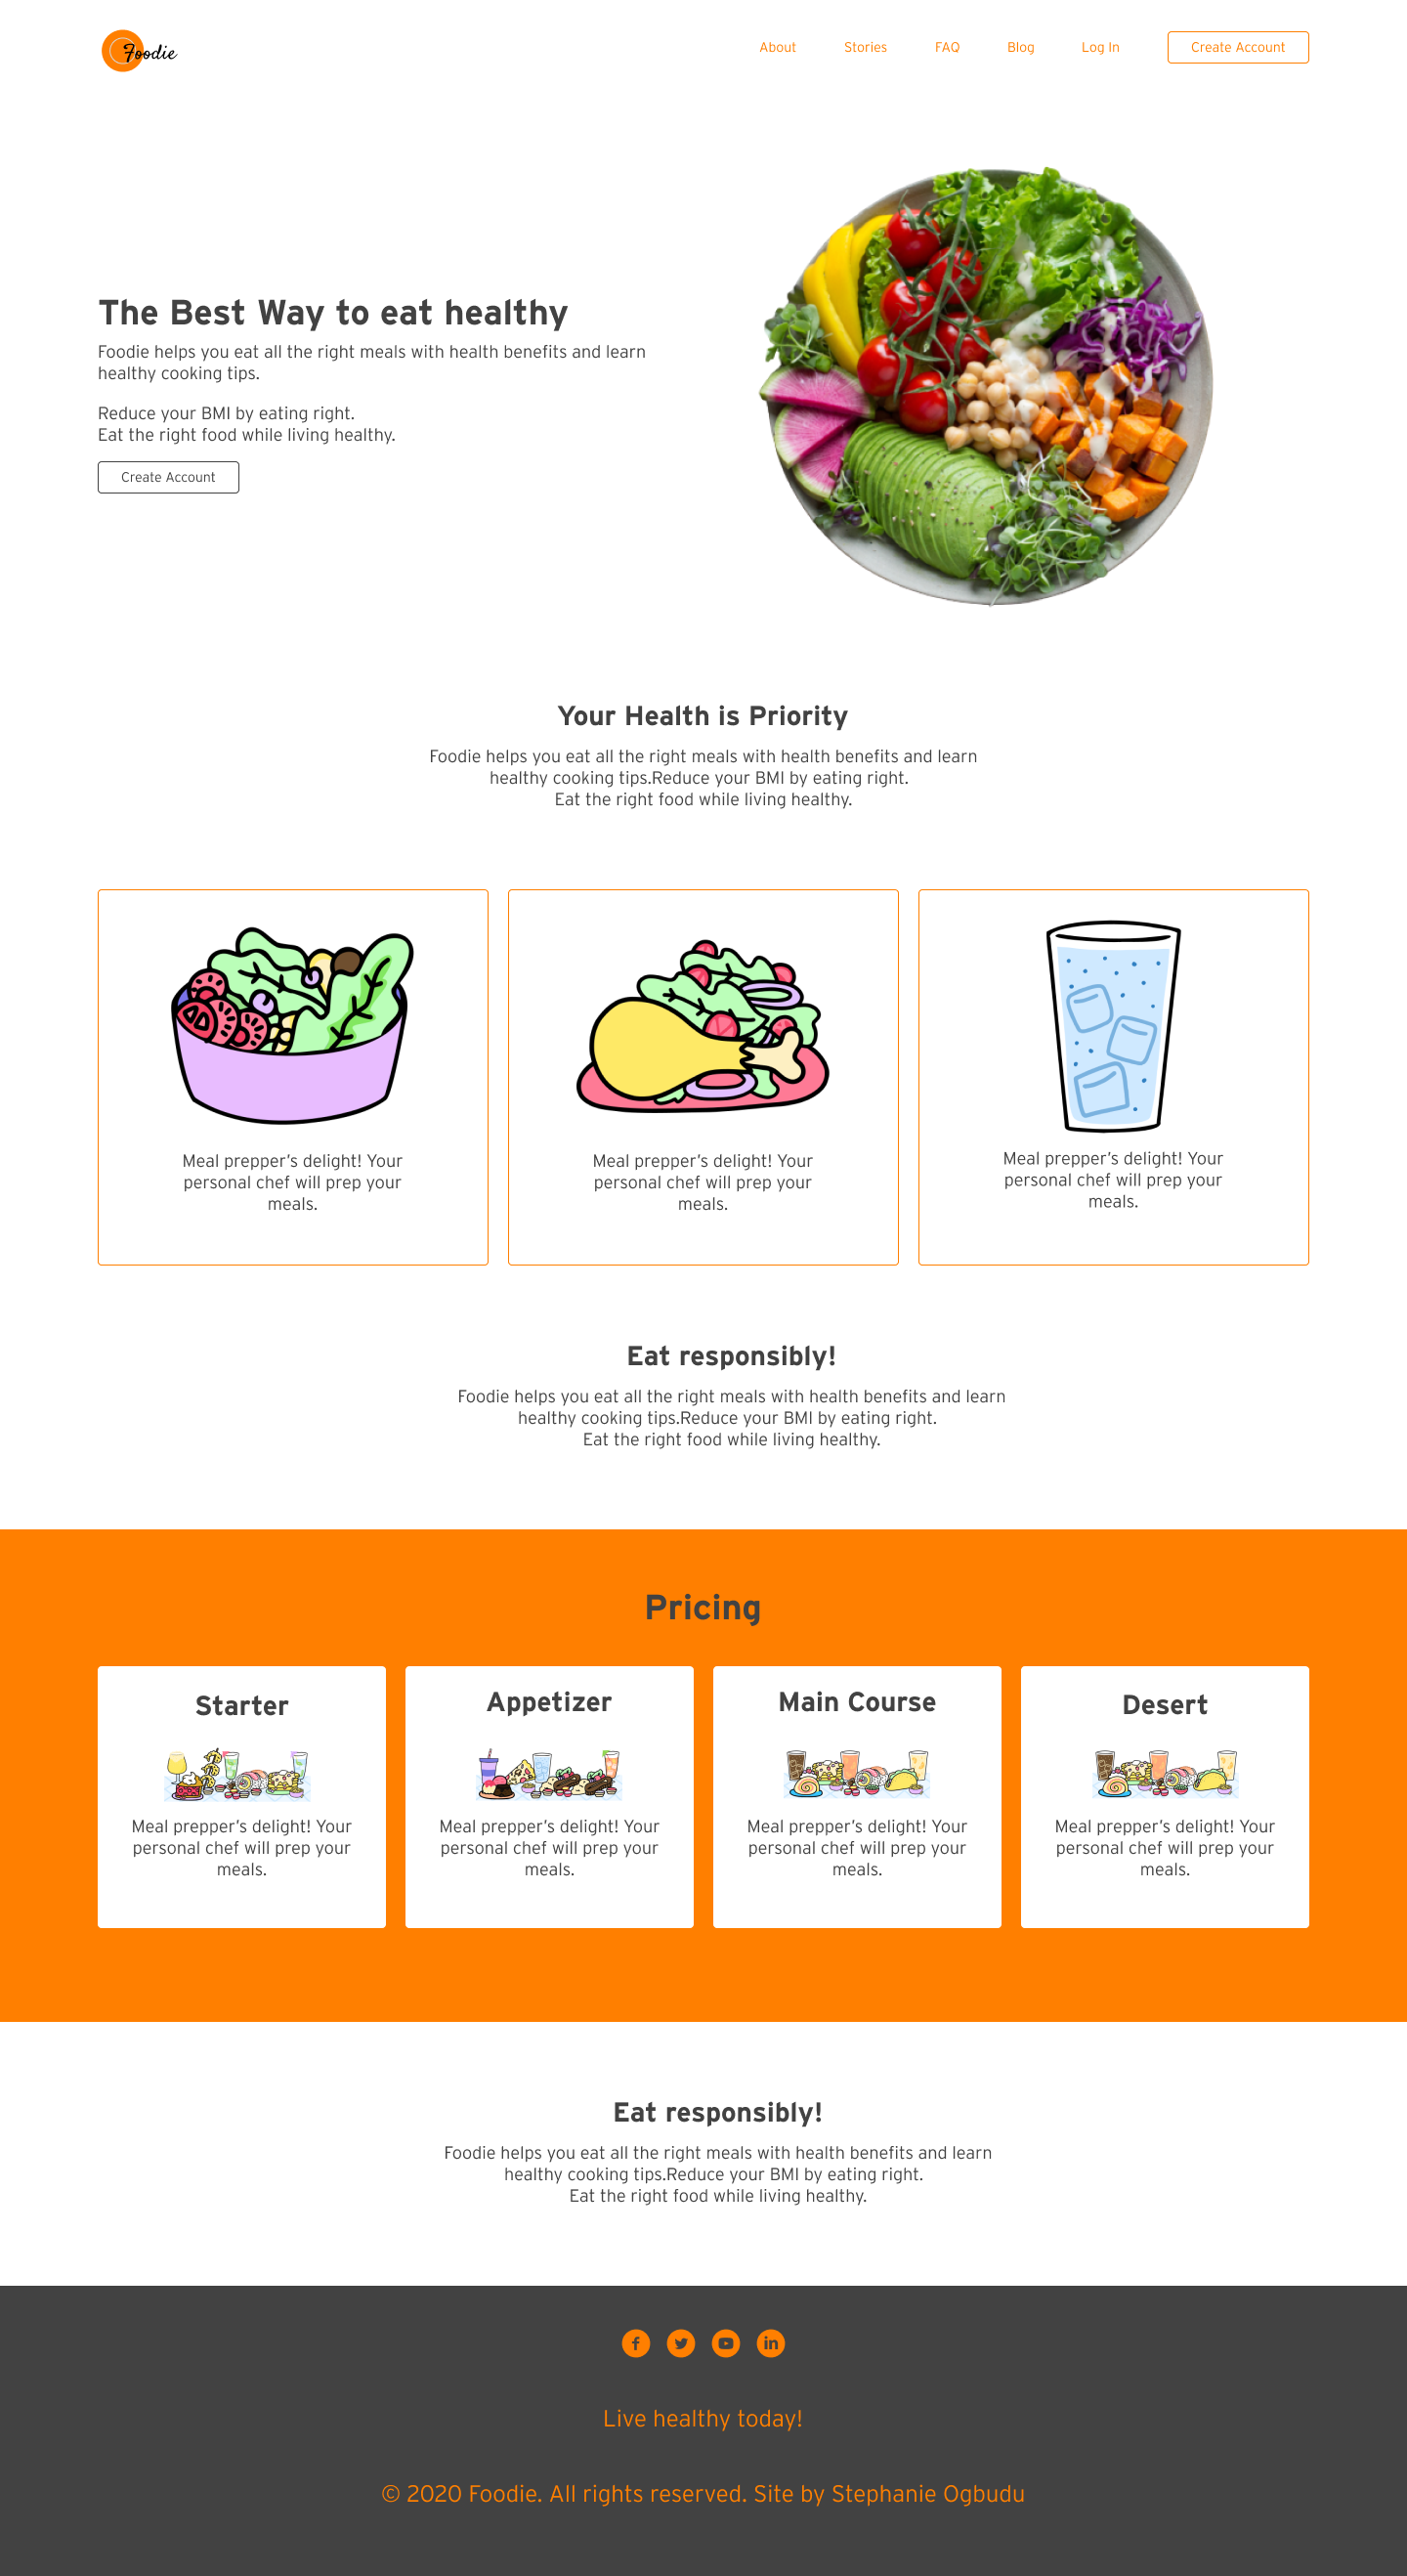 Foodie
About
Stories
FAQ
Blog
Log In
Create Account
The Best Way to eat healthy
Foodie helps you eat all the right meals with health benefits and learn
healthy cooking tips.
Reduce your BMI by eating right.
Eat the right food while living healthy.
Create Account
Your Health is Priority
Foodie helps you eat all the right meals with health benefits and learn
healthy cooking tips.Reduce your BMI by eating right.
Eat the right food while living healthy.
Meal prepper’s delight! Your
personal chef will prep your
meals.
Meal prepper’s delight! Your
personal chef will prep your
meals.
Meal prepper’s delight! Your
personal chef will prep your
meals.
Eat responsibly!
Foodie helps you eat all the right meals with health benefits and learn
healthy cooking tips.Reduce your BMI by eating right.
Eat the right food while living healthy.
Pricing
Starter
Meal prepper’s delight! Your
personal chef will prep your
meals.
Appetizer
Meal prepper’s delight! Your
personal chef will prep your
meals.
Main Course
Meal prepper’s delight! Your
personal chef will prep your
meals.
Desert
Meal prepper’s delight! Your
personal chef will prep your
meals.
Eat responsibly!
Foodie helps you eat all the right meals with health benefits and learn
healthy cooking tips.Reduce your BMI by eating right.
Eat the right food while living healthy.
Live healthy today!
© 2020 Foodie. All rights reserved. Site by Stephanie Ogbudu